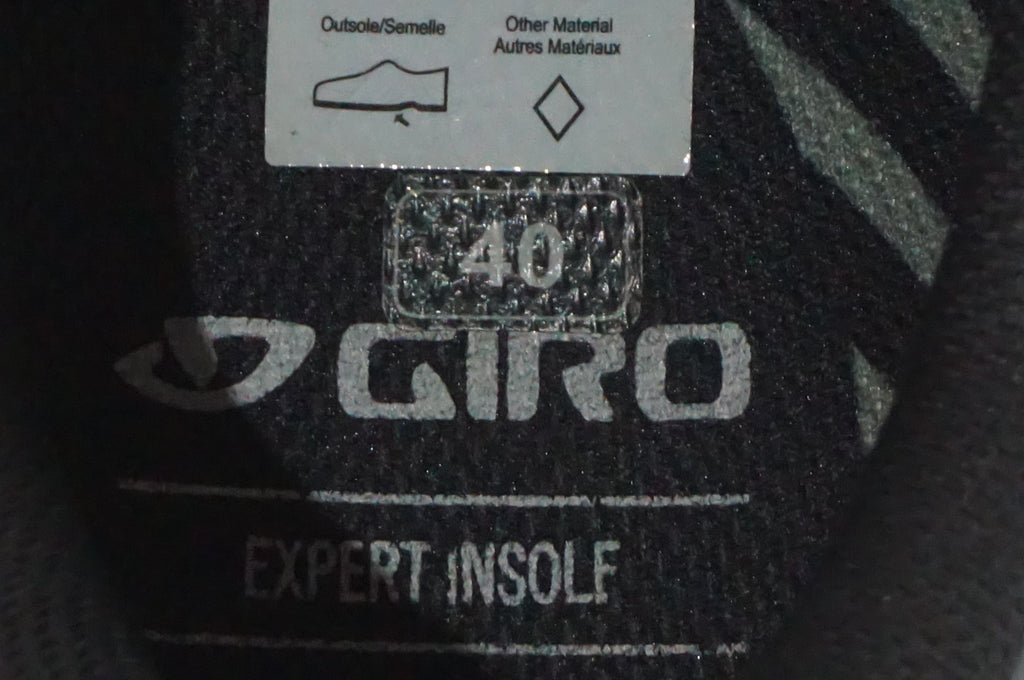 Outsole/Semelle
Other Material
Autres Matériaux
40
GIRO
EXPERT INSOLE